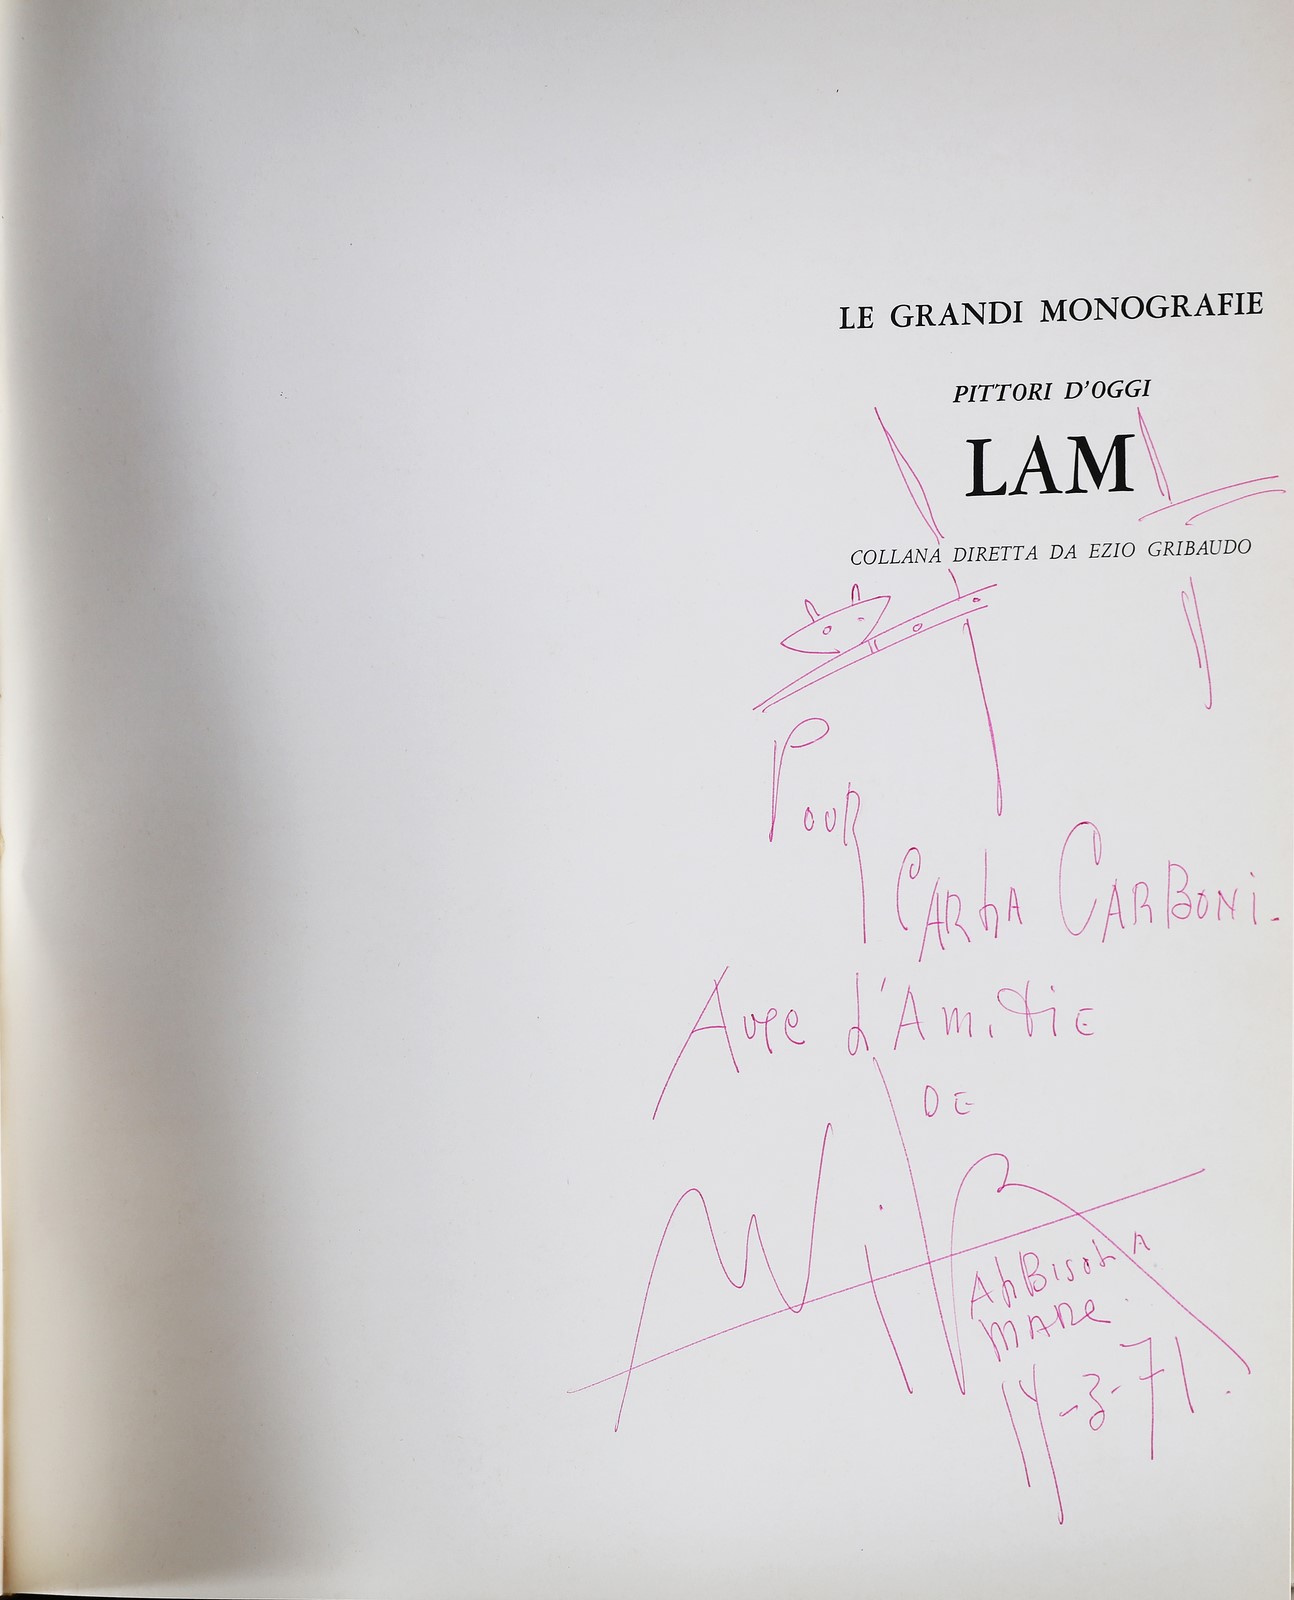 LE GRANDI MONOGRAFIE
PITTORI D'OGGI
LAM
COLLANA DIRETTA DA EZIO GRIBAUDO
Pour
Carla Carboni.
Avec l'Amitie
DE
Wifr
ALBISOLA
MARE
14-3-71.